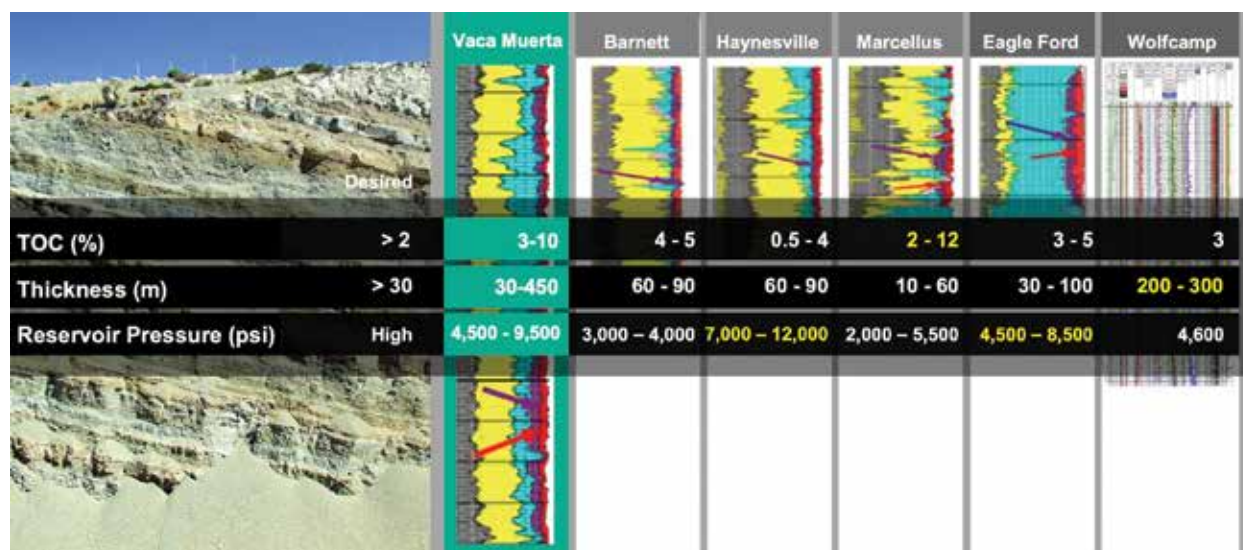 Vaca Muerta Barnett Haynesville Marcellus Eagle Ford Wolfcamp
Desired
TOC (%) > 2 3-10 4 - 5 0.5 - 4 2 - 12 3 - 5 3
Thickness (m) > 30 30-450 60 - 90 60 - 90 10 - 60 30 - 100 200 - 300
Reservoir Pressure (psi) High 4,500 - 9,500 3,000 – 4,000 7,000 – 12,000 2,000 – 5,500 4,500 – 8,500 4,600